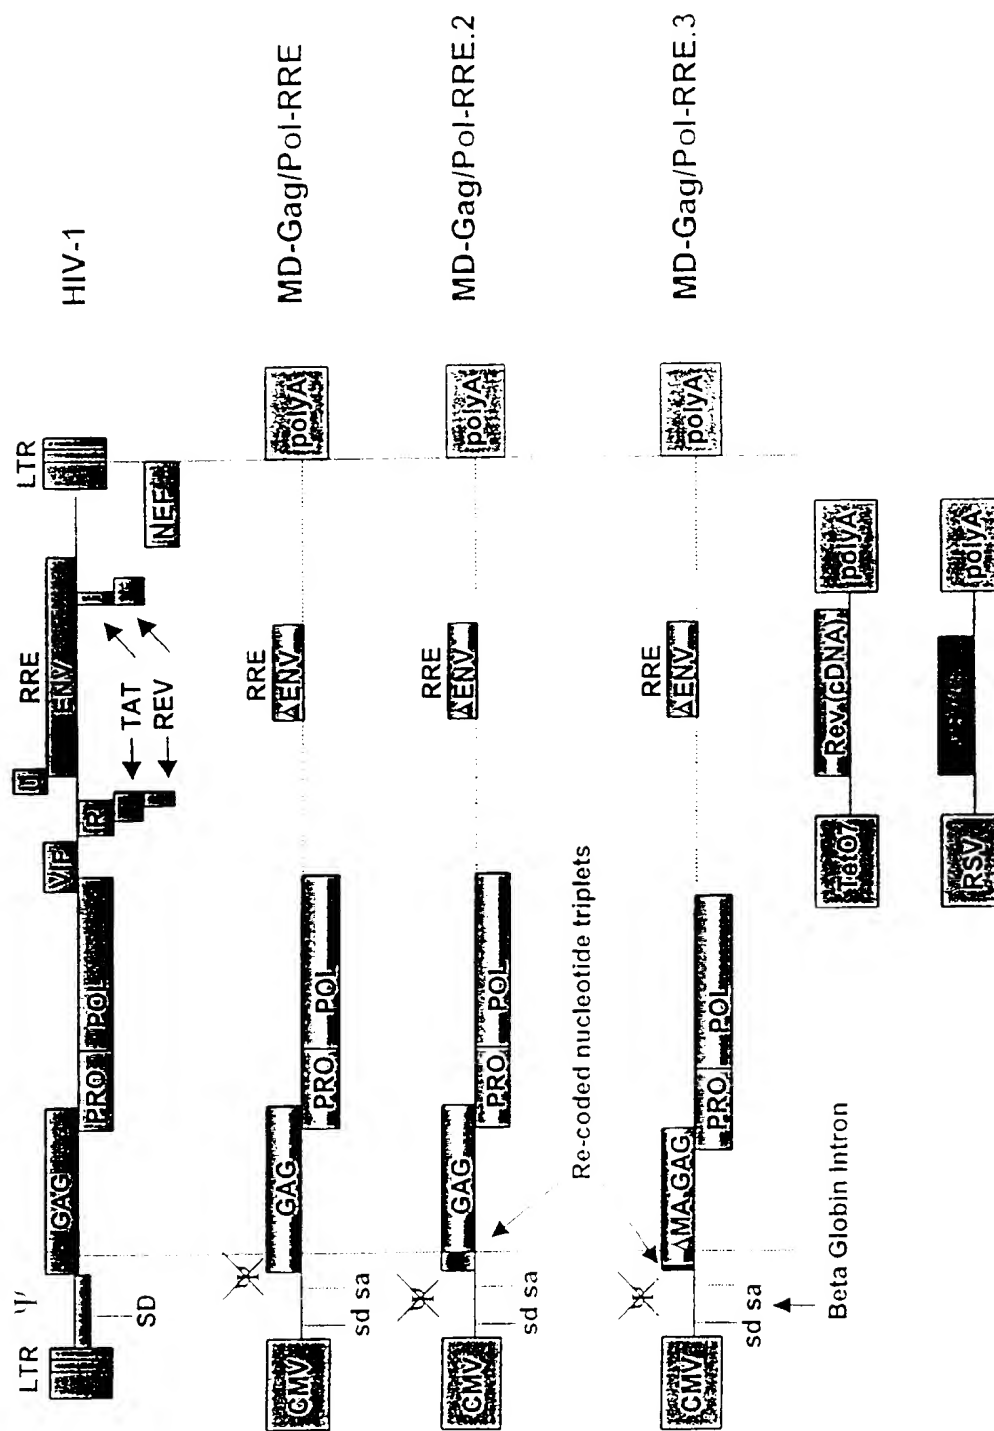 LTR Ψ SD GAG PRO POL VIF R U RRE ENV LTR HIV-1
TAT
REV
NEF
CMV sd sa Ψ GAG PRO POL RRE ΔENV polyA MD-Gag/Pol-RRE
CMV sd sa Ψ GAG PRO POL RRE ΔENV polyA MD-Gag/Pol-RRE.2
Re-coded nucleotide triplets
CMV sd sa Ψ ΔMA.GAG PRO POL RRE ΔENV polyA MD-Gag/Pol-RRE.3
Beta Globin Intron
TetO7 Rev.(cDNA) polyA
RSV polyA